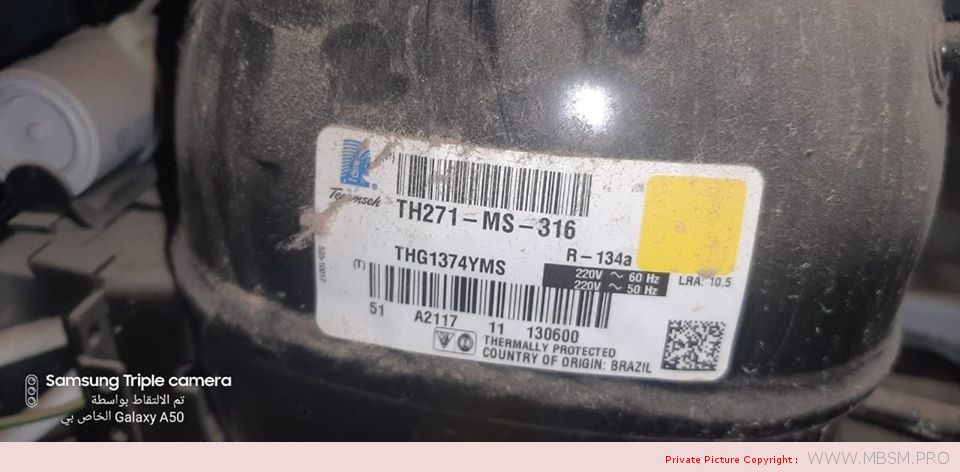 Tecumseh
TH271-MS-316
R-134a
THG1374YMS
220V ~ 60 Hz
220V ~ 50 Hz
LRA: 10.5
(T)
51 A2117 11 130600
THERMALLY PROTECTED
COUNTRY OF ORIGIN: BRAZIL
Samsung Triple camera
تم الالتقاط بواسطة
Galaxy A50 الخاص بي
Private Picture Copyright : WWW.MBSM.PRO